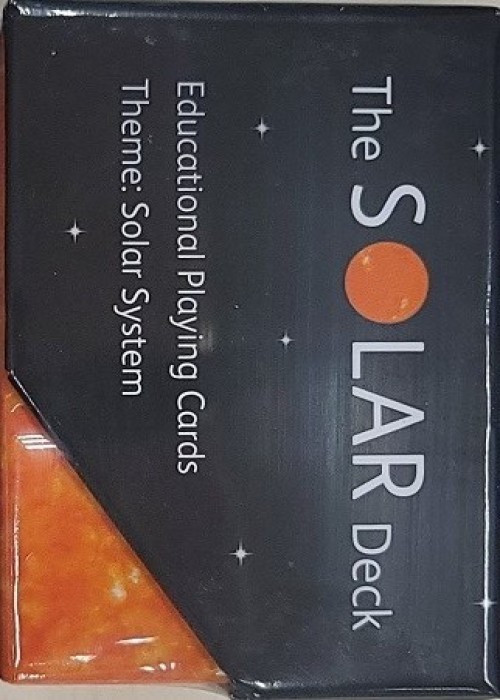 The SOLAR Deck
Educational Playing Cards
Theme: Solar System